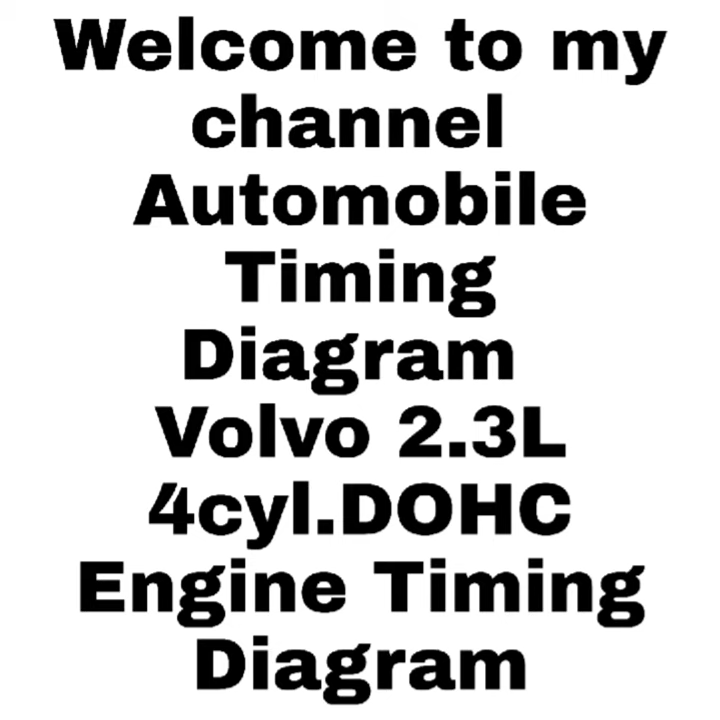 Welcome to my
channel
Automobile
Timing
Diagram
Volvo 2.3L
4cyl.DOHC
Engine Timing
Diagram